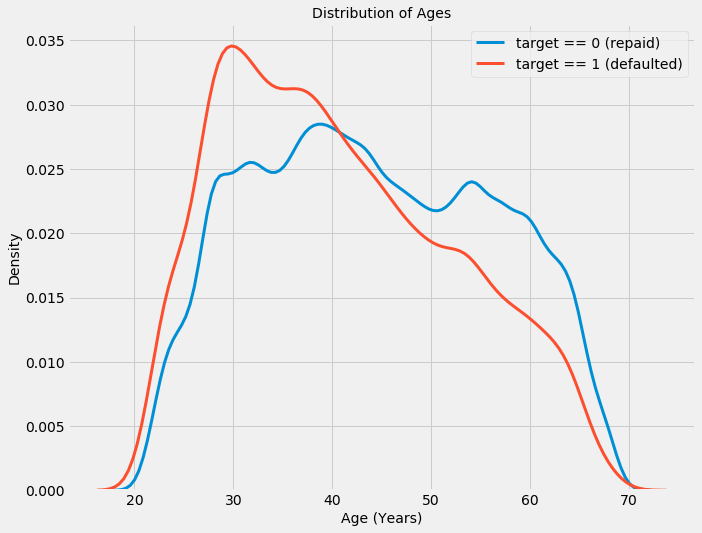 Distribution of Ages
target == 0 (repaid)
target == 1 (defaulted)
Density
0.035
0.030
0.025
0.020
0.015
0.010
0.005
0.000
20 30 40 50 60 70
Age (Years)